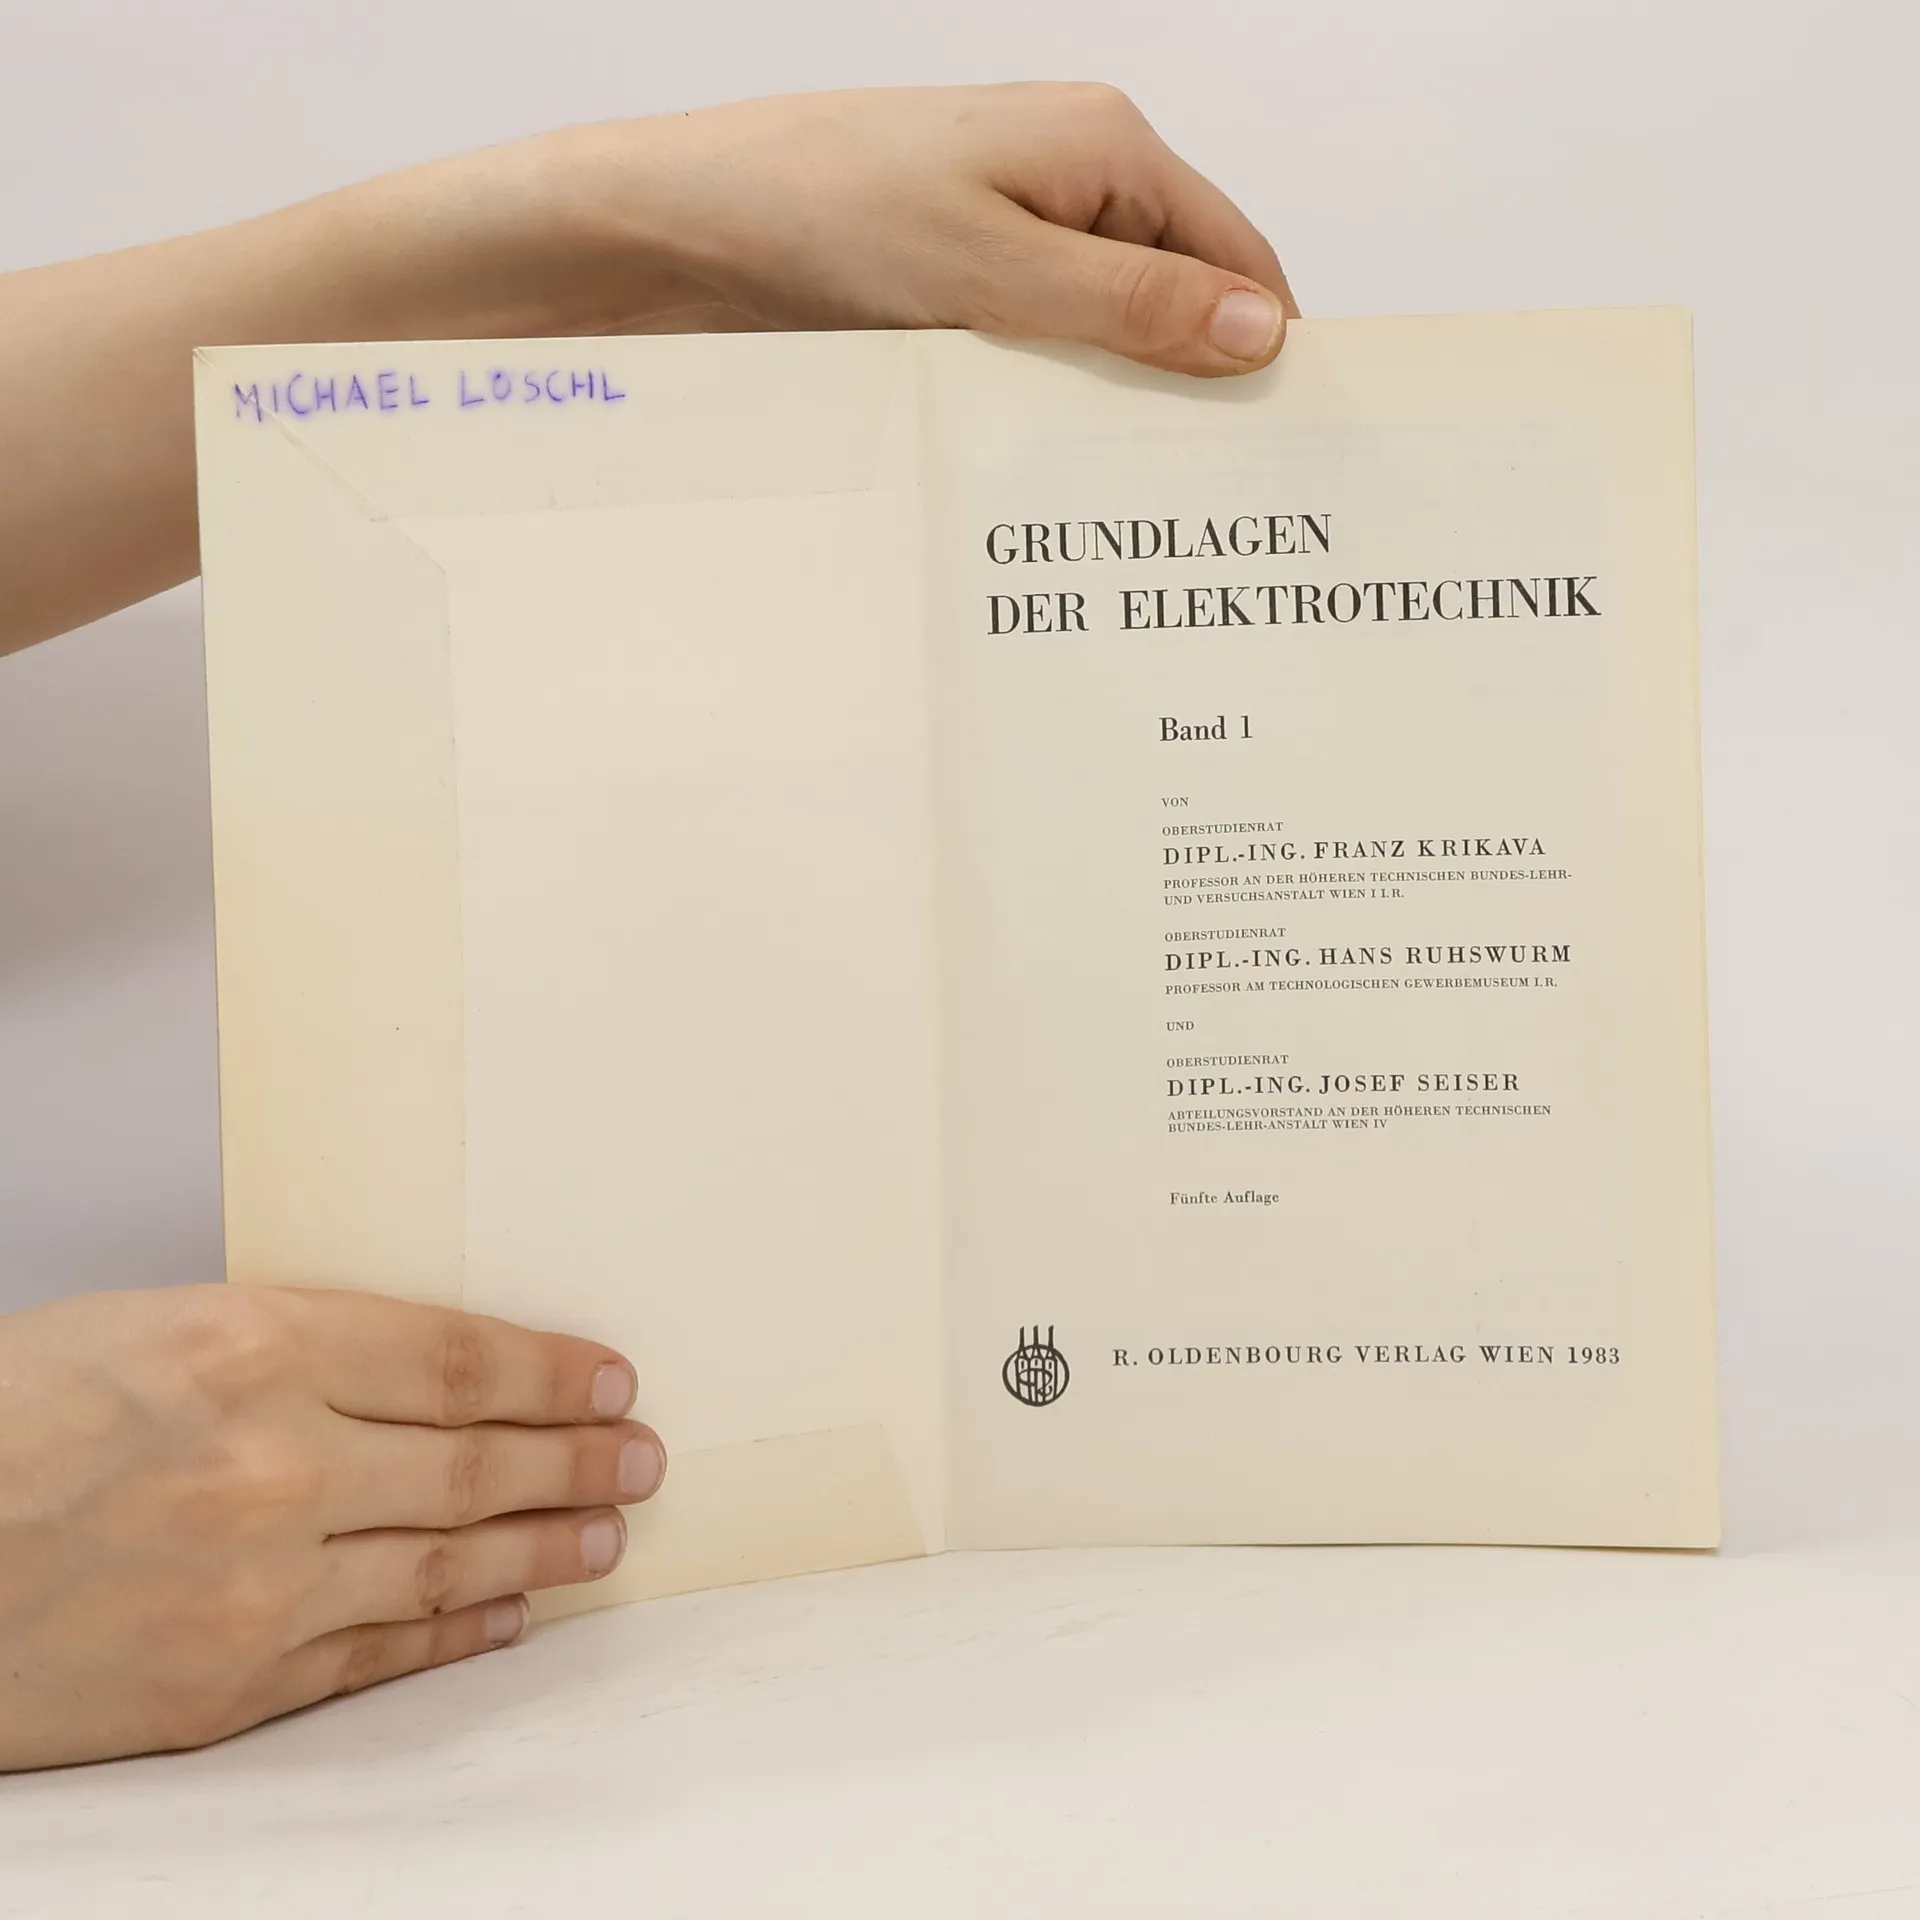 MICHAEL LÖSCHL
GRUNDLAGEN
DER ELEKTROTECHNIK
Band 1
VON
OBERSTUDIENRAT
DIPL.-ING. FRANZ KRIKAVA
PROFESSOR AN DER HÖHEREN TECHNISCHEN BUNDES-LEHR-
UND VERSUCHSANSTALT WIEN I I. R.
OBERSTUDIENRAT
DIPL.-ING. HANS RUHSWURM
PROFESSOR AM TECHNOLOGISCHEN GEWERBEMUSEUM I. R.
UND
OBERSTUDIENRAT
DIPL.-ING. JOSEF SEISER
ABTEILUNGSVORSTAND AN DER HÖHEREN TECHNISCHEN
BUNDES-LEHR-ANSTALT WIEN IV
Fünfte Auflage
R. OLDENBOURG VERLAG WIEN 1983